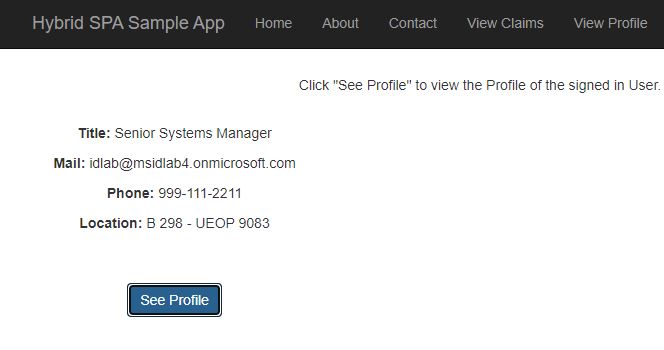 Hybrid SPA Sample App Home About Contact View Claims View Profile
Click "See Profile" to view the Profile of the signed in User.
Title: Senior Systems Manager
Mail: idlab@msidlab4.onmicrosoft.com
Phone: 999-111-2211
Location: B 298 - UEOP 9083
See Profile